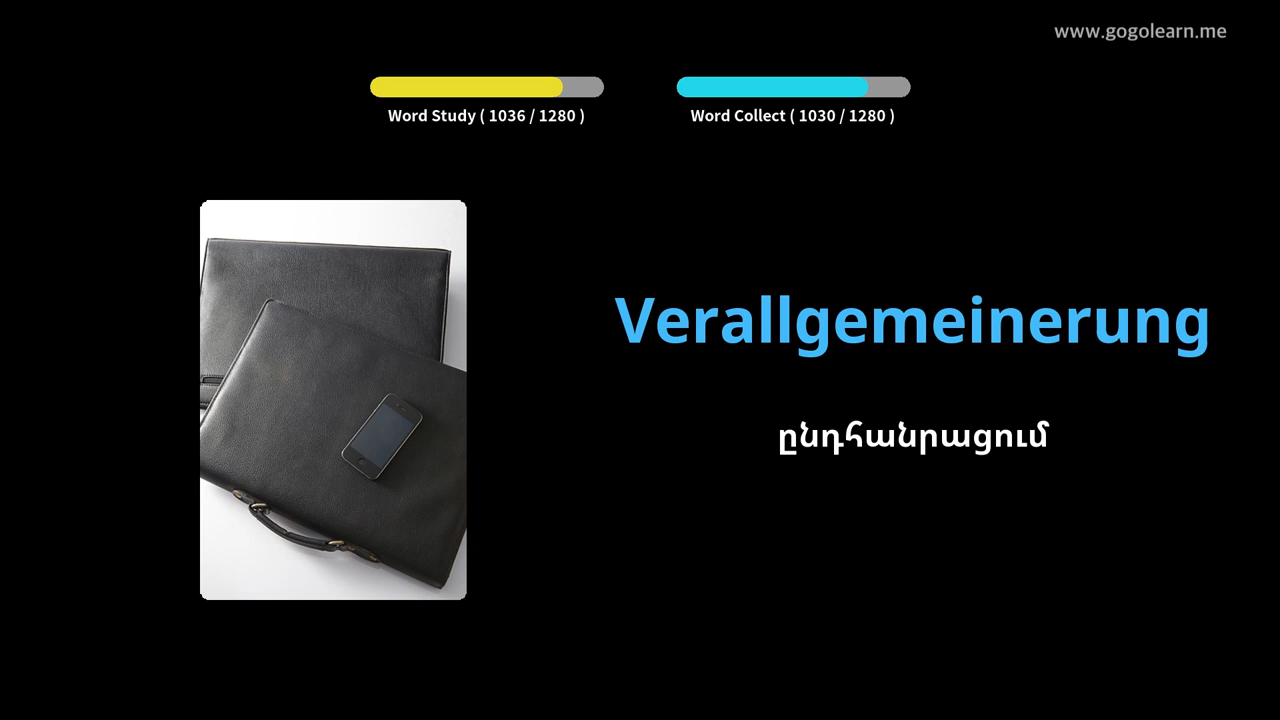 www.gogolearn.me
Word Study ( 1036 / 1280 )
Word Collect ( 1030 / 1280 )
Verallgemeinerung
ընդհանրացում